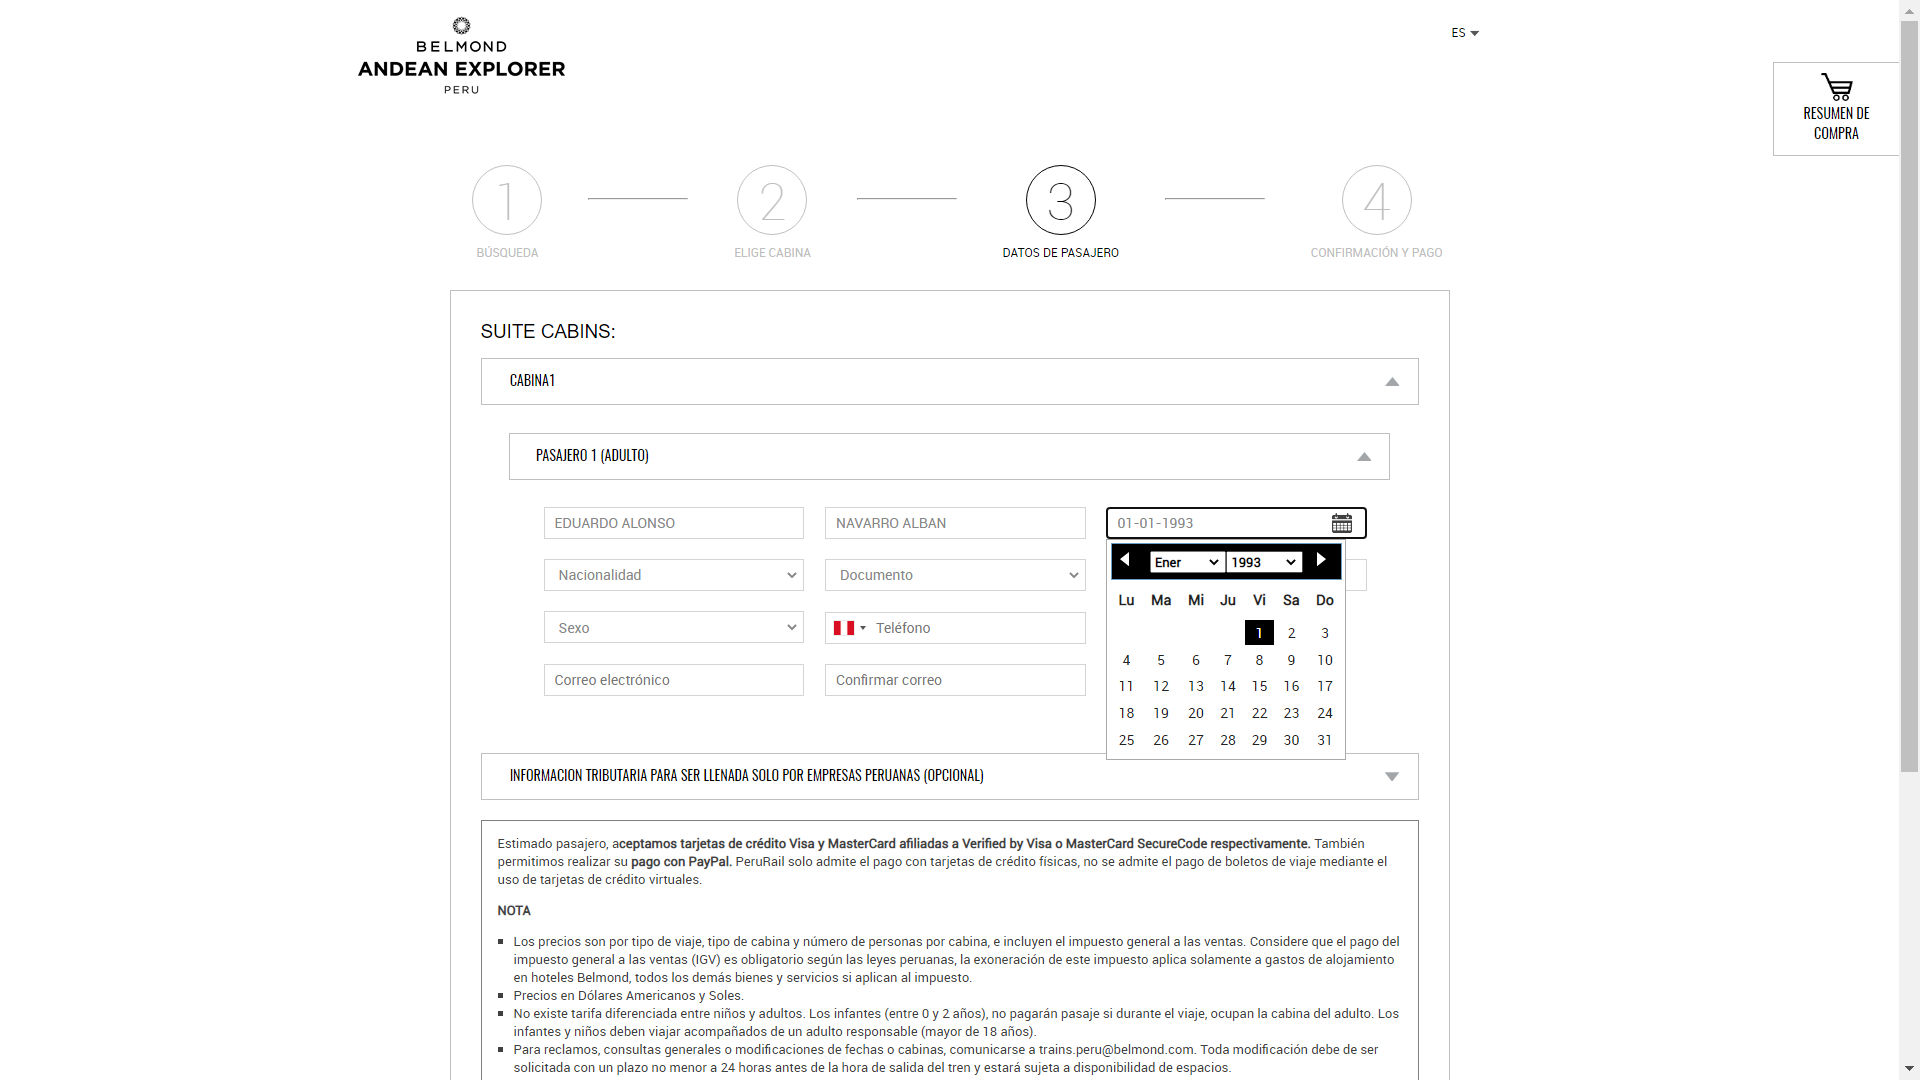 BELMOND
ANDEAN EXPLORER
PERU
ES
RESUMEN DE
COMPRA
1
2
3
4
BÚSQUEDA
ELIGE CABINA
DATOS DE PASAJERO
CONFIRMACIÓN Y PAGO
SUITE CABINS:
CABINA1
PASAJERO 1 (ADULTO)
EDUARDO ALONSO
NAVARRO ALBAN
01-01-1993
Nacionalidad
Documento
Sexo
Teléfono
Correo electrónico
Confirmar correo
Ener 1993
Lu Ma Mi Ju Vi Sa Do
1 2 3
4 5 6 7 8 9 10
11 12 13 14 15 16 17
18 19 20 21 22 23 24
25 26 27 28 29 30 31
INFORMACION TRIBUTARIA PARA SER LLENADA SOLO POR EMPRESAS PERUANAS (OPCIONAL)
Estimado pasajero, aceptamos tarjetas de crédito Visa y MasterCard afiliadas a Verified by Visa o MasterCard SecureCode respectivamente. También
permitimos realizar su pago con PayPal. PeruRail solo admite el pago con tarjetas de crédito físicas, no se admite el pago de boletos de viaje mediante el
uso de tarjetas de crédito virtuales.
NOTA
Los precios son por tipo de viaje, tipo de cabina y número de personas por cabina, e incluyen el impuesto general a las ventas. Considere que el pago del
impuesto general a las ventas (IGV) es obligatorio según las leyes peruanas, la exoneración de este impuesto aplica solamente a gastos de alojamiento
en hoteles Belmond, todos los demás bienes y servicios si aplican al impuesto.
Precios en Dólares Americanos y Soles.
No existe tarifa diferenciada entre niños y adultos. Los infantes (entre 0 y 2 años), no pagarán pasaje si durante el viaje, ocupan la cabina del adulto. Los
infantes y niños deben viajar acompañados de un adulto responsable (mayor de 18 años).
Para reclamos, consultas generales o modificaciones de fechas o cabinas, comunicarse a trains.peru@belmond.com. Toda modificación debe de ser
solicitada con un plazo no menor a 24 horas antes de la hora de salida del tren y estará sujeta a disponibilidad de espacios.